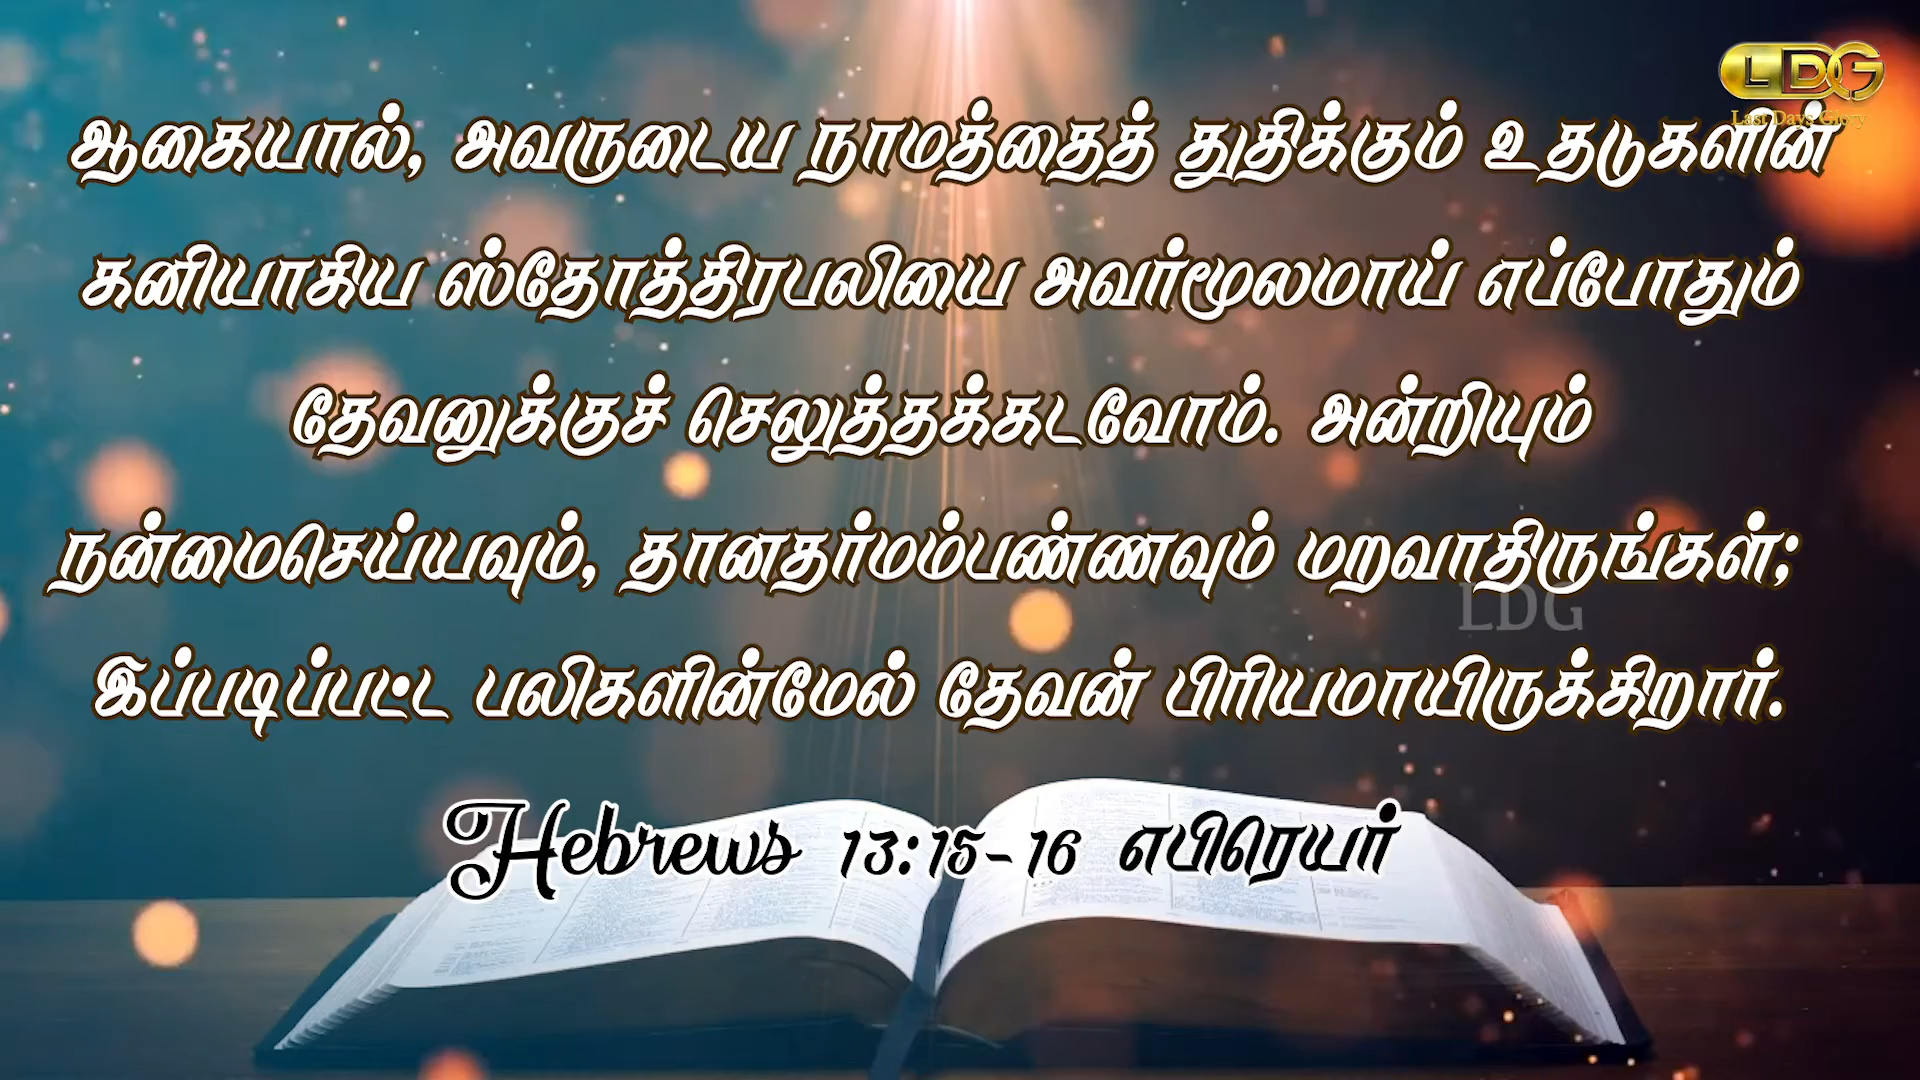 LDG
Last Days Glory
ஆகையால், அவருடைய நாமத்தைத் துதிக்கும் உதடுகளின்
கனியாகிய ஸ்தோத்திரபலியை அவர்மூலமாய் எப்போதும்
தேவனுக்குச் செலுத்தக்கடவோம். அன்றியும்
நன்மைசெய்யவும், தானதர்மம்பண்ணவும் மறவாதிருங்கள்;
LDG
இப்படிப்பட்ட பலிகளின்மேல் தேவன் பிரியமாயிருக்கிறார்.
Hebrews 13:15-16 எபிரெயர்